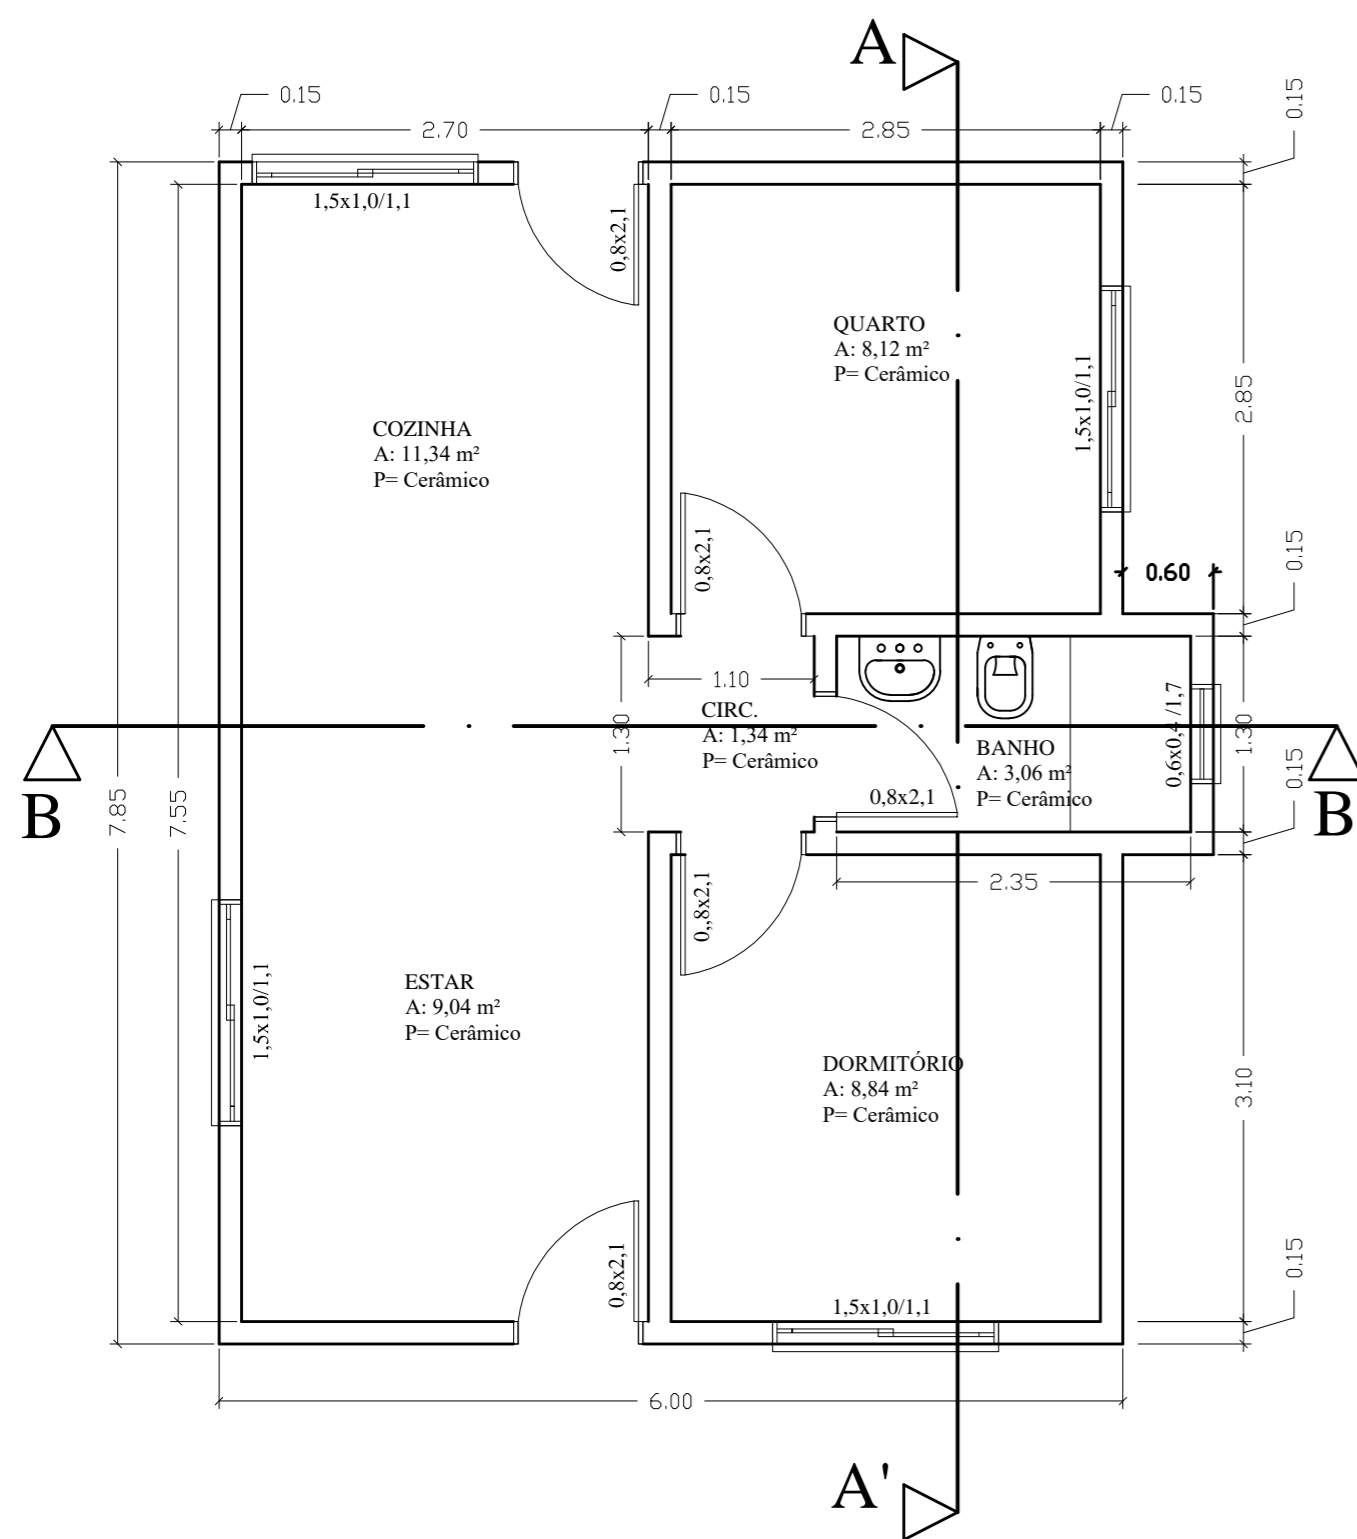 A
0.15
0.15
0.15
0.15
2.70
2.85
1,5x1,0/1,1
0,8x2,1
QUARTO
A: 8,12 m²
P= Cerâmico
1,5x1,0/1,1
2.85
COZINHA
A: 11,34 m²
P= Cerâmico
0,8x2,1
0.15
0.60
1.10
CIRC.
A: 1,34 m²
P= Cerâmico
1.30
BANHO
A: 3,06 m²
P= Cerâmico
0,6x0,4 /1,7
1.30
0.15
0,8x2,1
B
B
7.85
7.55
2.35
0,,8x2,1
ESTAR
A: 9,04 m²
P= Cerâmico
1,5x1,0/1,1
DORMITÓRIO
A: 8,84 m²
P= Cerâmico
3.10
0,8x2,1
1,5x1,0/1,1
0.15
6.00
A'